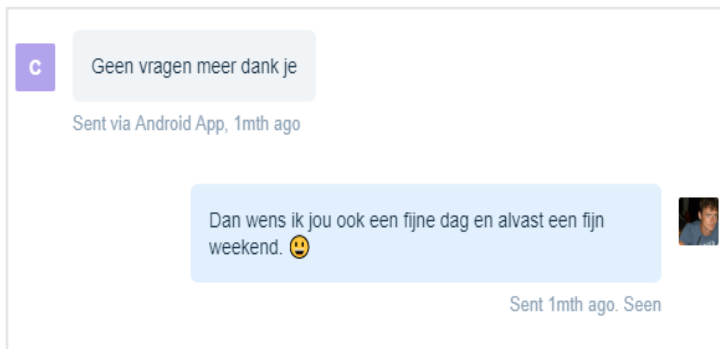 C
Geen vragen meer dank je
Sent via Android App, 1mth ago
Dan wens ik jou ook een fijne dag en alvast een fijn
weekend. 😃
Sent 1mth ago. Seen